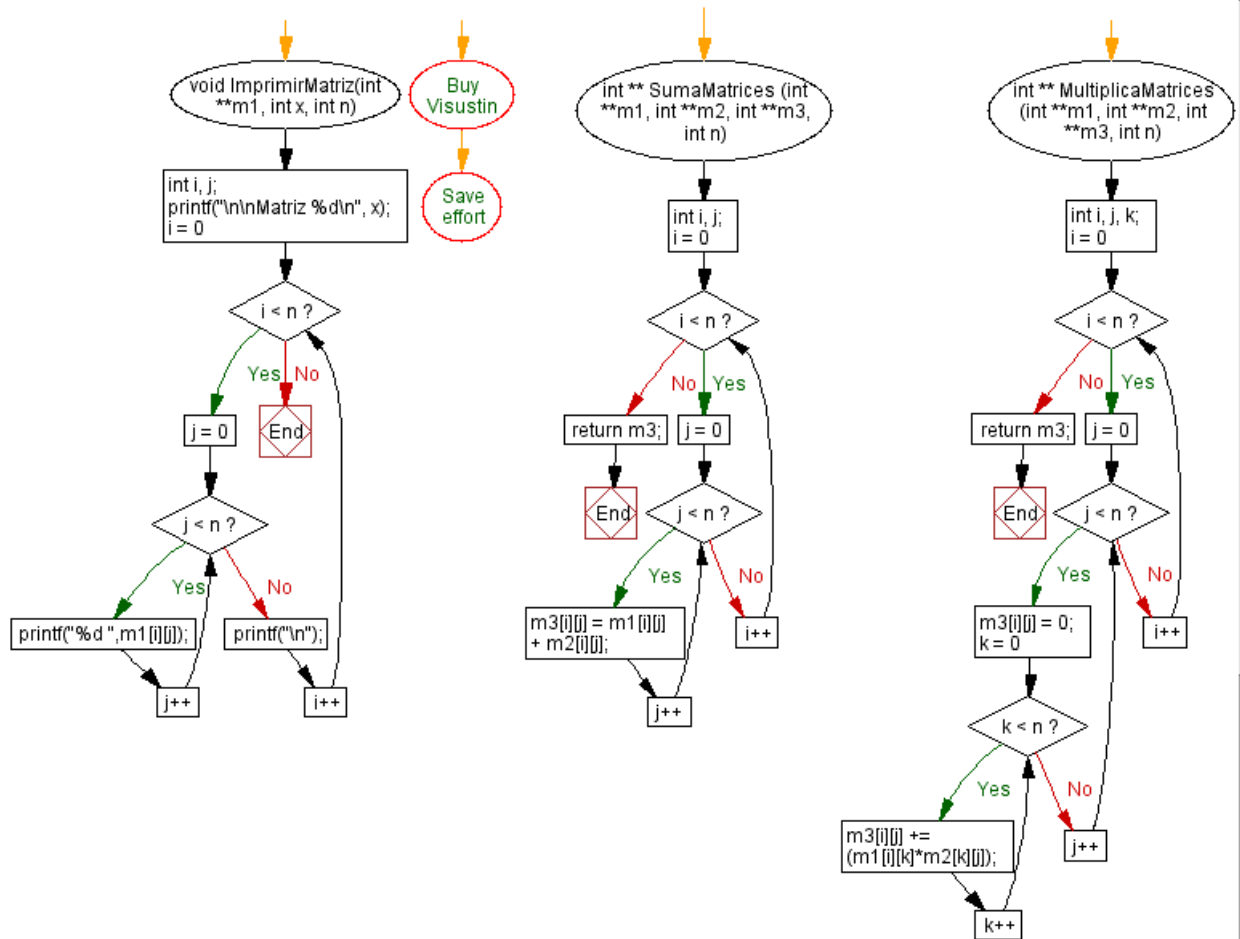 void ImprimirMatriz(int
**m1, int x, int n)
int i, j;
printf("\n\nMatriz %d\n", x);
i = 0
i < n ?
Yes
No
j = 0
End
j < n ?
Yes
No
printf("%d ",m1[i][j]);
printf("\n");
j++
i++
Buy
Visustin
Save
effort
int ** SumaMatrices (int
**m1, int **m2, int **m3,
int n)
int i, j;
i = 0
i < n ?
No
Yes
return m3;
j = 0
End
j < n ?
Yes
No
m3[i][j] = m1[i][j]
+ m2[i][j];
i++
j++
int ** MultiplicaMatrices
(int **m1, int **m2, int
**m3, int n)
int i, j, k;
i = 0
i < n ?
No
Yes
return m3;
j = 0
End
j < n ?
Yes
No
m3[i][j] = 0;
k = 0
i++
k < n ?
Yes
No
m3[i][j] +=
(m1[i][k]*m2[k][j]);
j++
k++